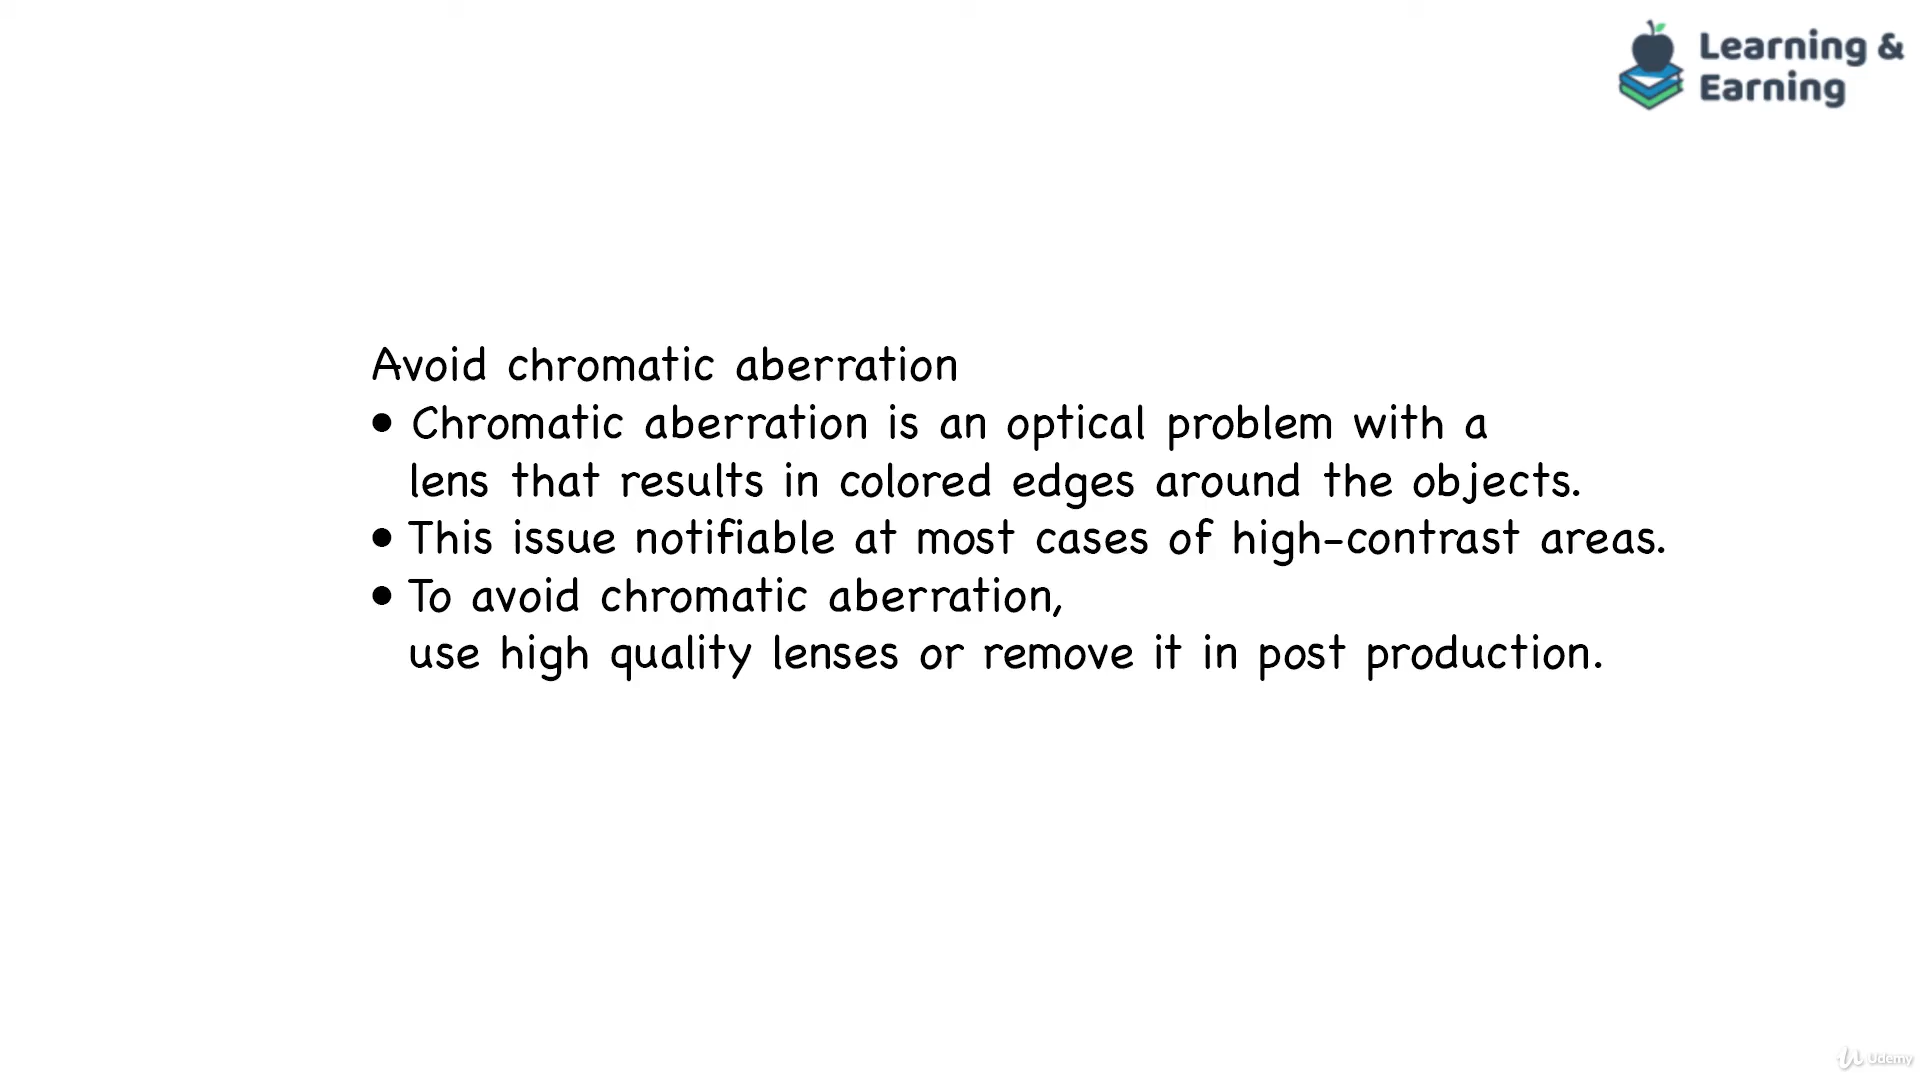 Learning &
Earning
Avoid chromatic aberration
• Chromatic aberration is an optical problem with a
lens that results in colored edges around the objects.
• This issue notifiable at most cases of high-contrast areas.
• To avoid chromatic aberration,
use high quality lenses or remove it in post production.
Udemy